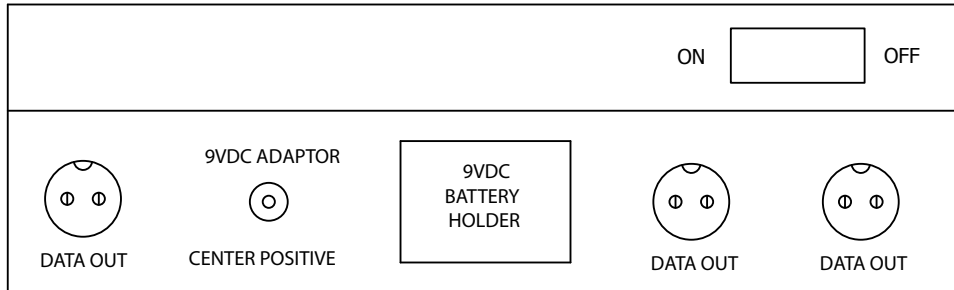 ON
OFF
9VDC ADAPTOR
9VDC
BATTERY
HOLDER
DATA OUT
CENTER POSITIVE
DATA OUT
DATA OUT